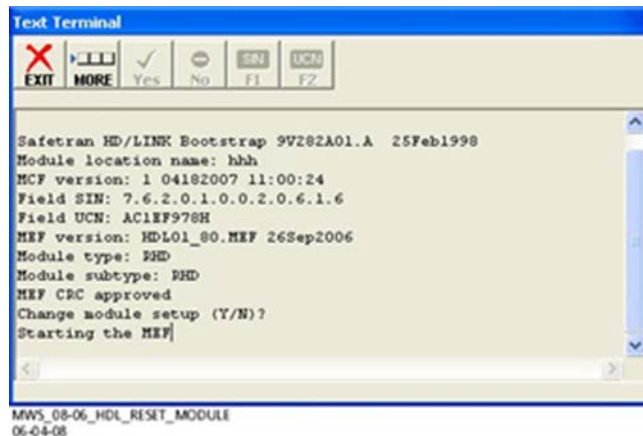 Text Terminal
EXIT MORE Yes No SIN F1 UCN F2
Safetran HD/LINK Bootstrap 9V282A01.A 25Feb1998
Module location name: hhh
MCF version: 1 04182007 11:00:24
Field SIN: 7.6.2.0.1.0.0.2.0.6.1.6
Field UCN: AC1EF978H
MEF version: HDL01_80.MEF 26Sep2006
Module type: RHD
Module subtype: RHD
MEF CRC approved
Change module setup (Y/N)?
Starting the MEF
MWS_08-06_HDL_RESET_MODULE
06-04-08